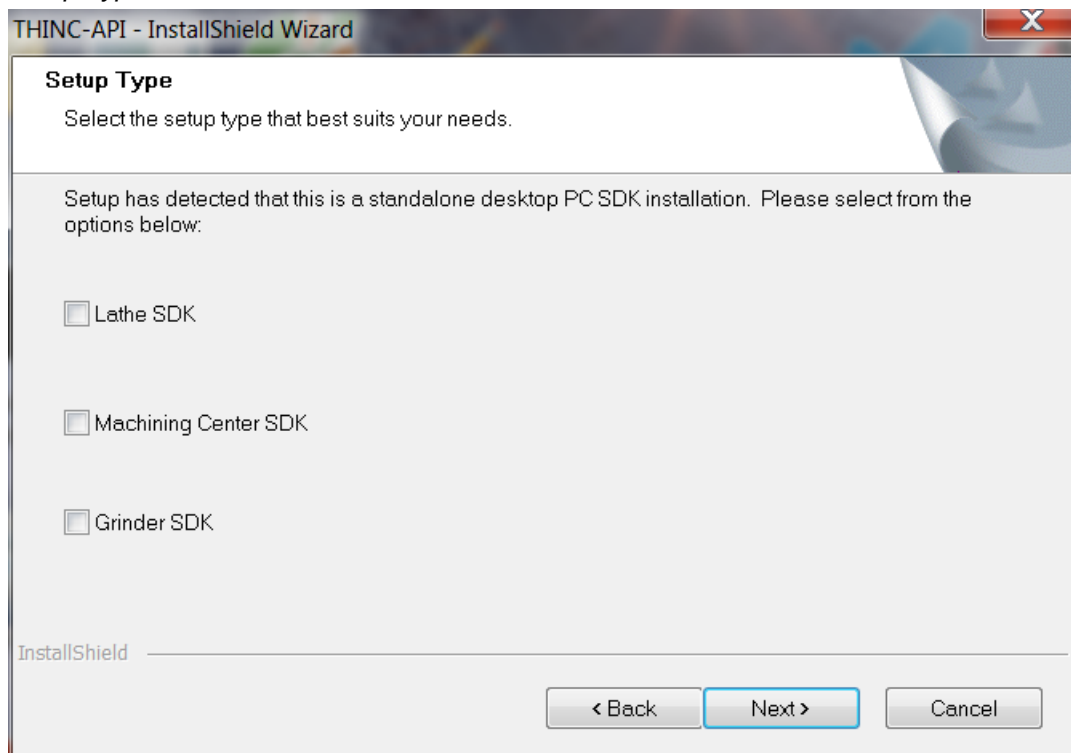 THINC-API - InstallShield Wizard
Setup Type
Select the setup type that best suits your needs.
Setup has detected that this is a standalone desktop PC SDK installation.  Please select from the
options below:
Lathe SDK
Machining Center SDK
Grinder SDK
InstallShield
< Back
Next >
Cancel